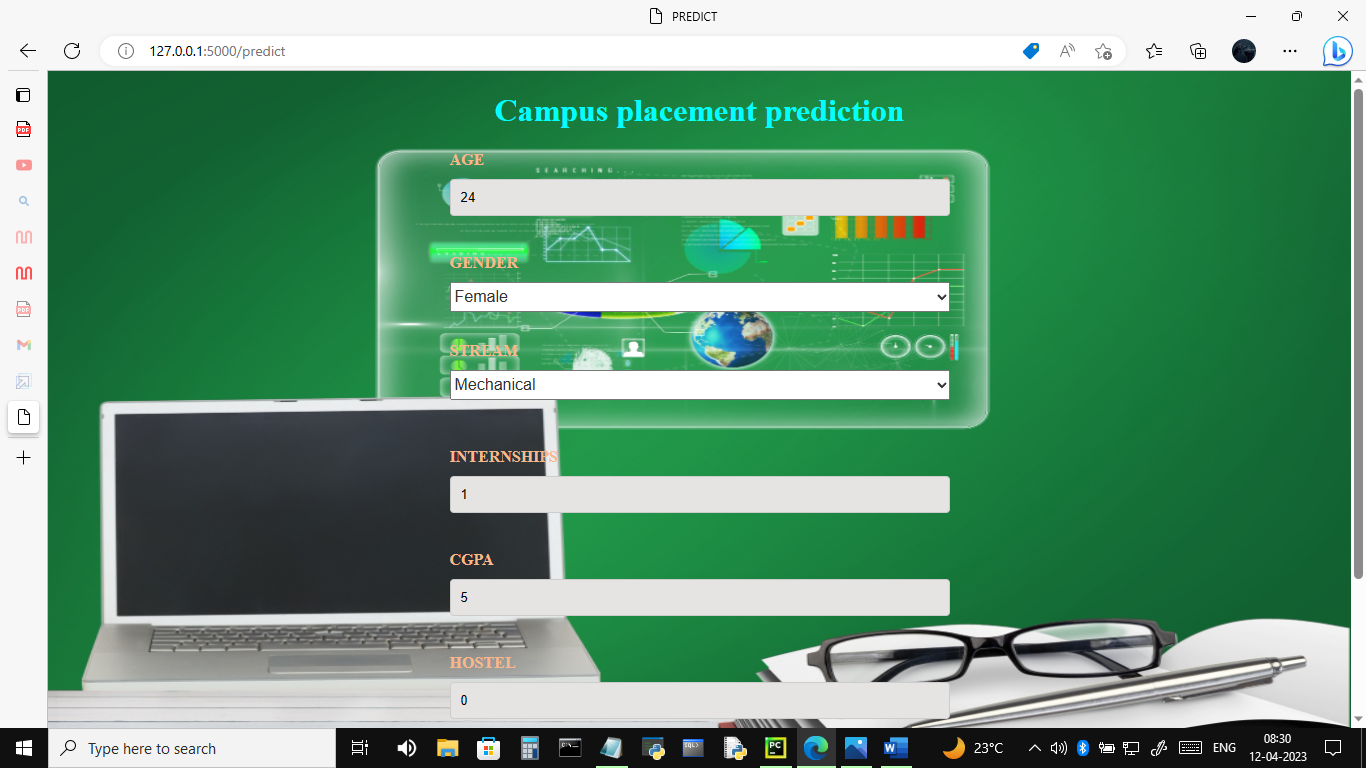 PREDICT
127.0.0.1:5000/predict
Campus placement prediction
AGE
SEARCHING...
24
GENDER
Female
STREAM
Mechanical
INTERNSHIPS
1
CGPA
5
HOSTEL
0
Type here to search
23°C
ENG
08:30
12-04-2023